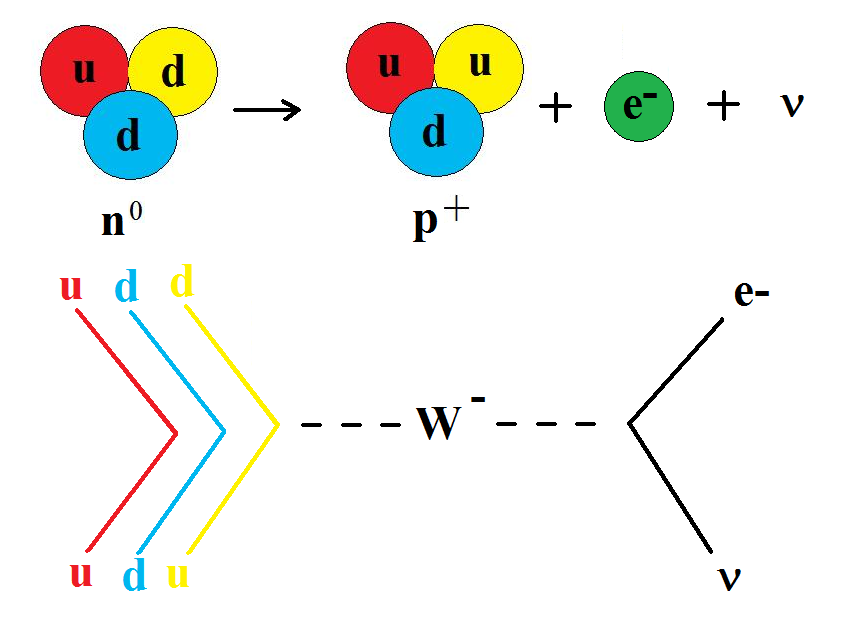 u d d → u u d + e⁻ + ν
n⁰ p⁺
u d d
e-
W⁻
u d u
ν